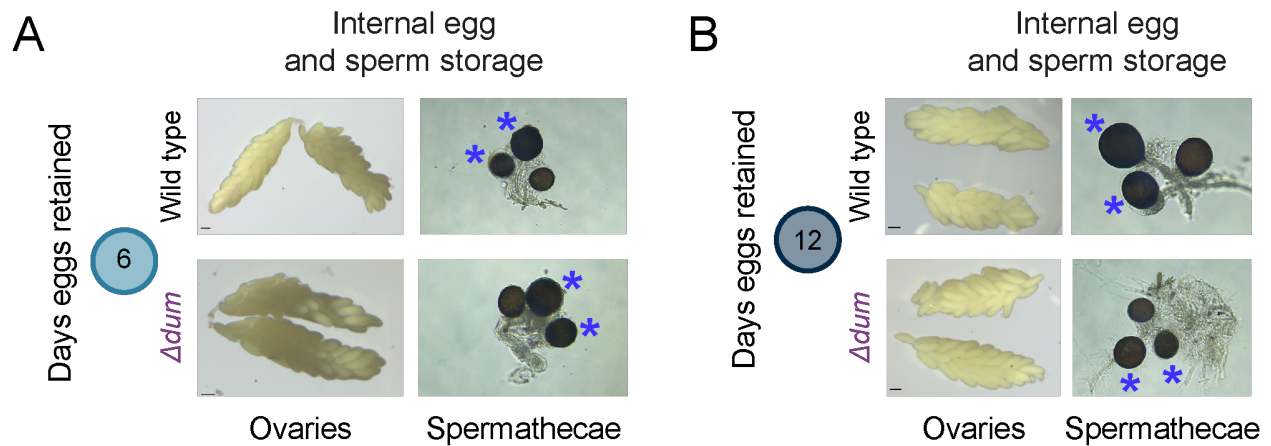 A
Internal egg
and sperm storage
Days eggs retained
6
Wild type
*
*
Δdum
*
*
Ovaries
Spermathecae
B
Internal egg
and sperm storage
Days eggs retained
12
Wild type
*
*
Δdum
*
*
Ovaries
Spermathecae